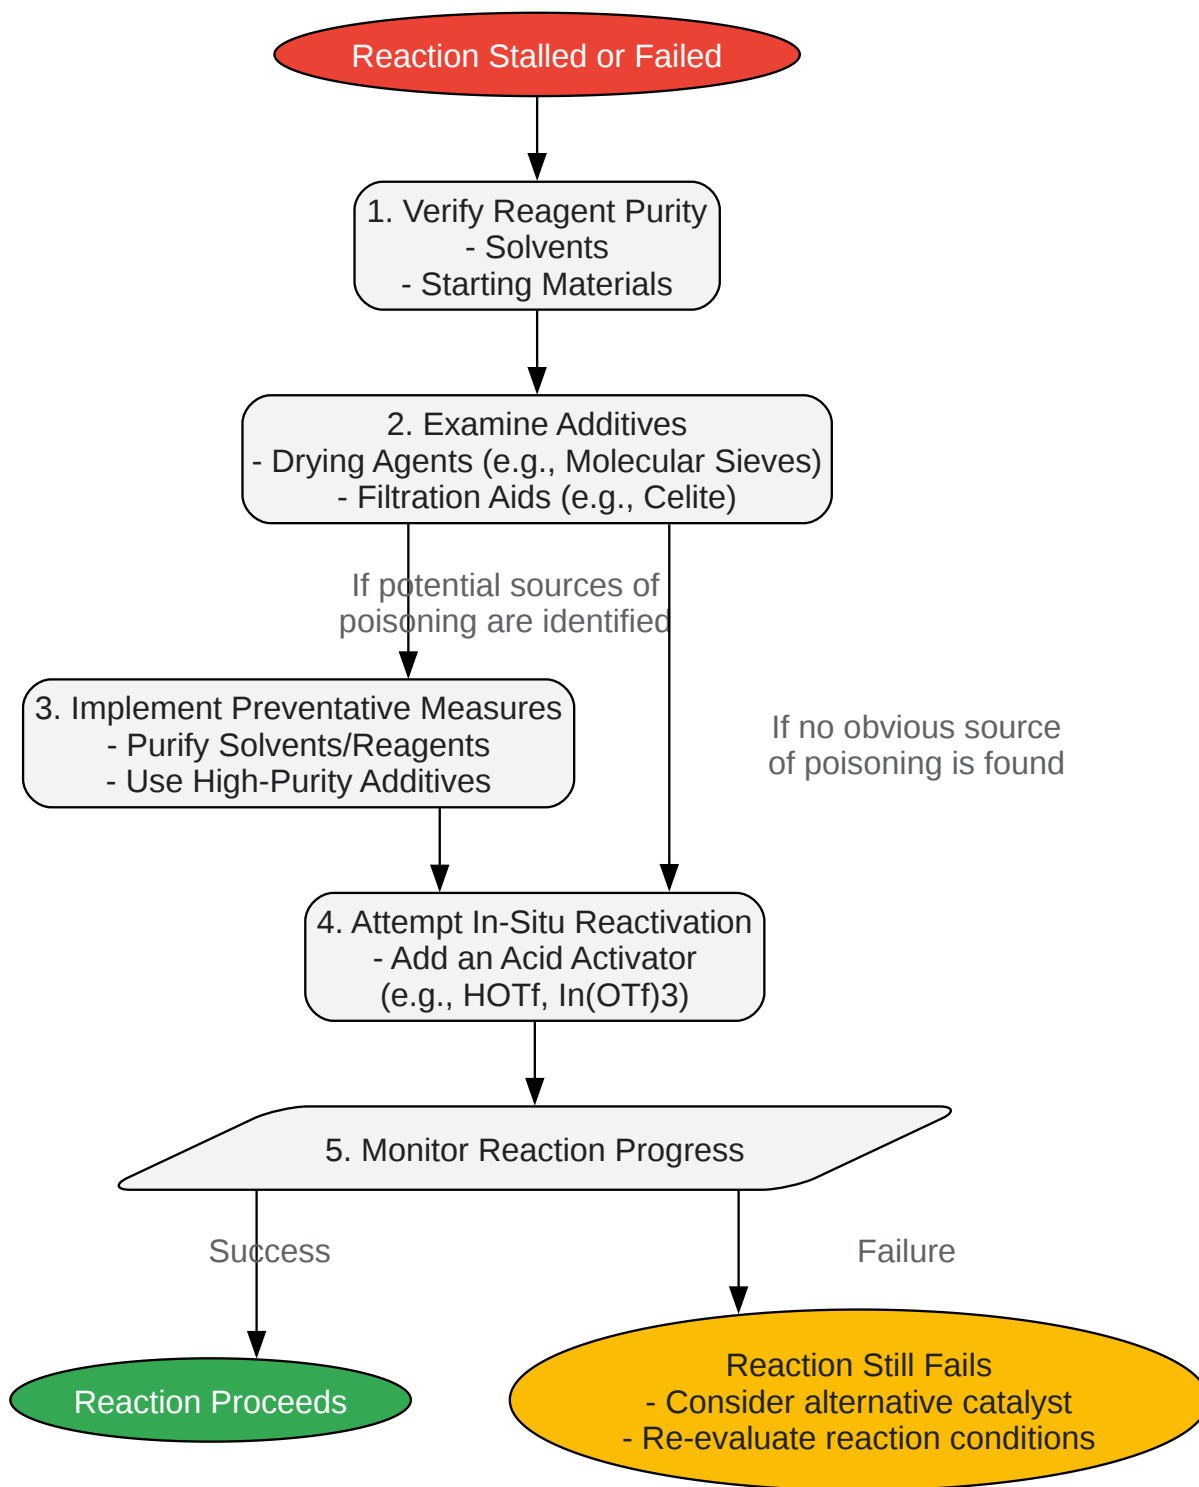 Reaction Stalled or Failed
1. Verify Reagent Purity
- Solvents
- Starting Materials
2. Examine Additives
- Drying Agents (e.g., Molecular Sieves)
- Filtration Aids (e.g., Celite)
If potential sources of
poisoning are identified
3. Implement Preventative Measures
- Purify Solvents/Reagents
- Use High-Purity Additives
If no obvious source
of poisoning is found
4. Attempt In-Situ Reactivation
- Add an Acid Activator
(e.g., HOTf, In(OTf)3)
5. Monitor Reaction Progress
Success
Failure
Reaction Proceeds
Reaction Still Fails
- Consider alternative catalyst
- Re-evaluate reaction conditions